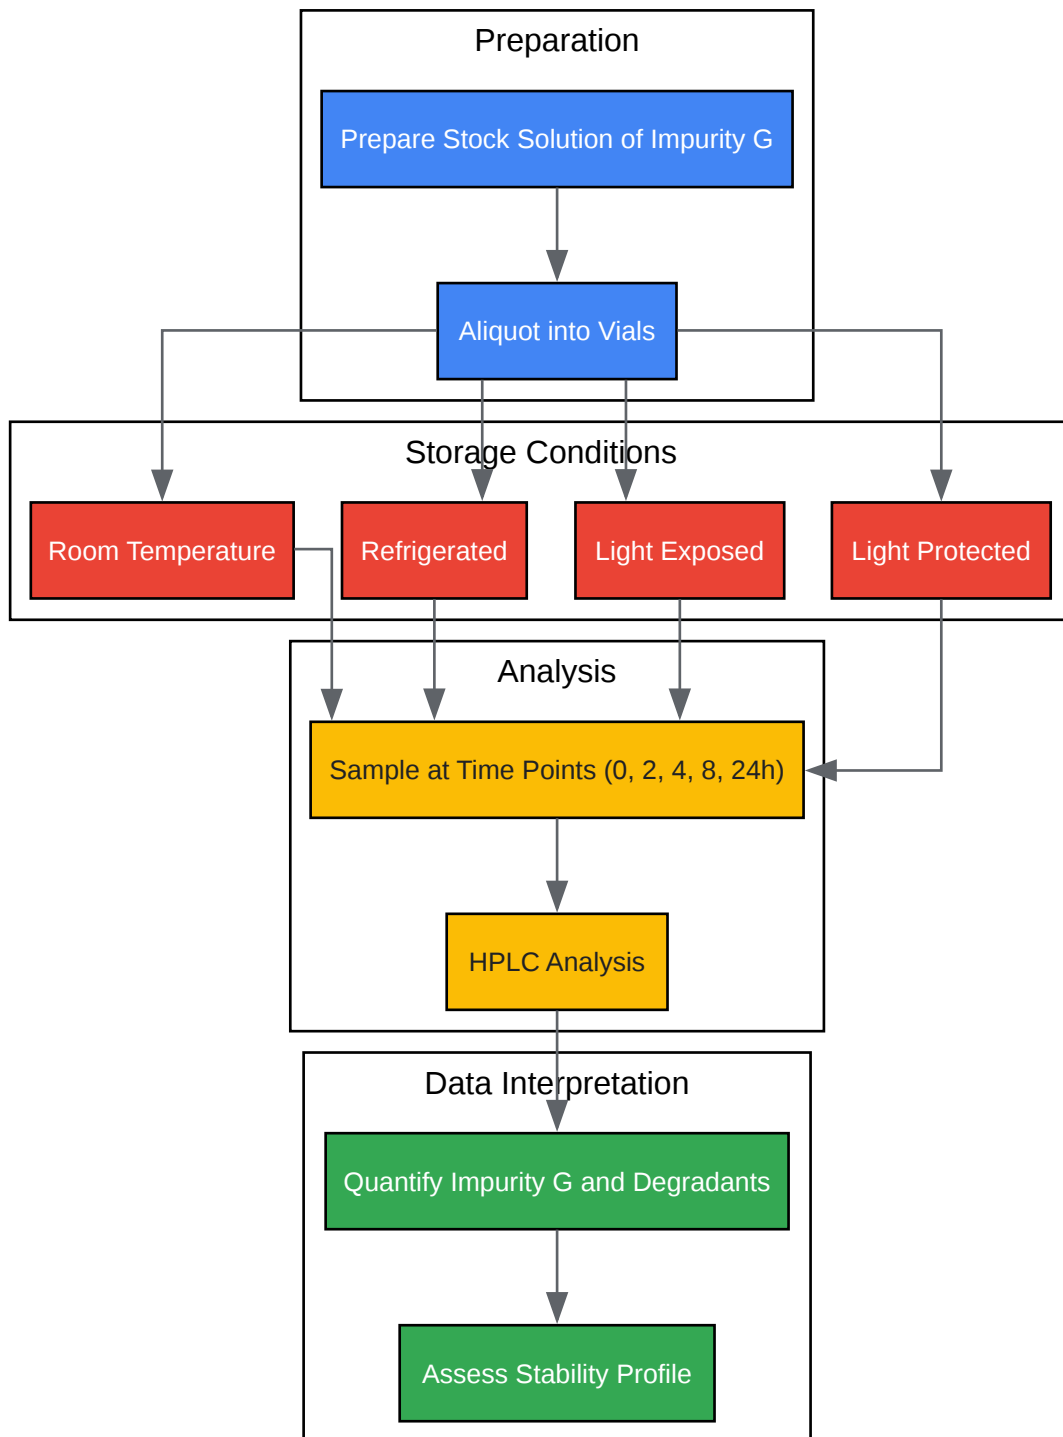 Preparation
Prepare Stock Solution of Impurity G
Aliquot into Vials
Storage Conditions
Room Temperature
Refrigerated
Light Exposed
Light Protected
Analysis
Sample at Time Points (0, 2, 4, 8, 24h)
HPLC Analysis
Data Interpretation
Quantify Impurity G and Degradants
Assess Stability Profile